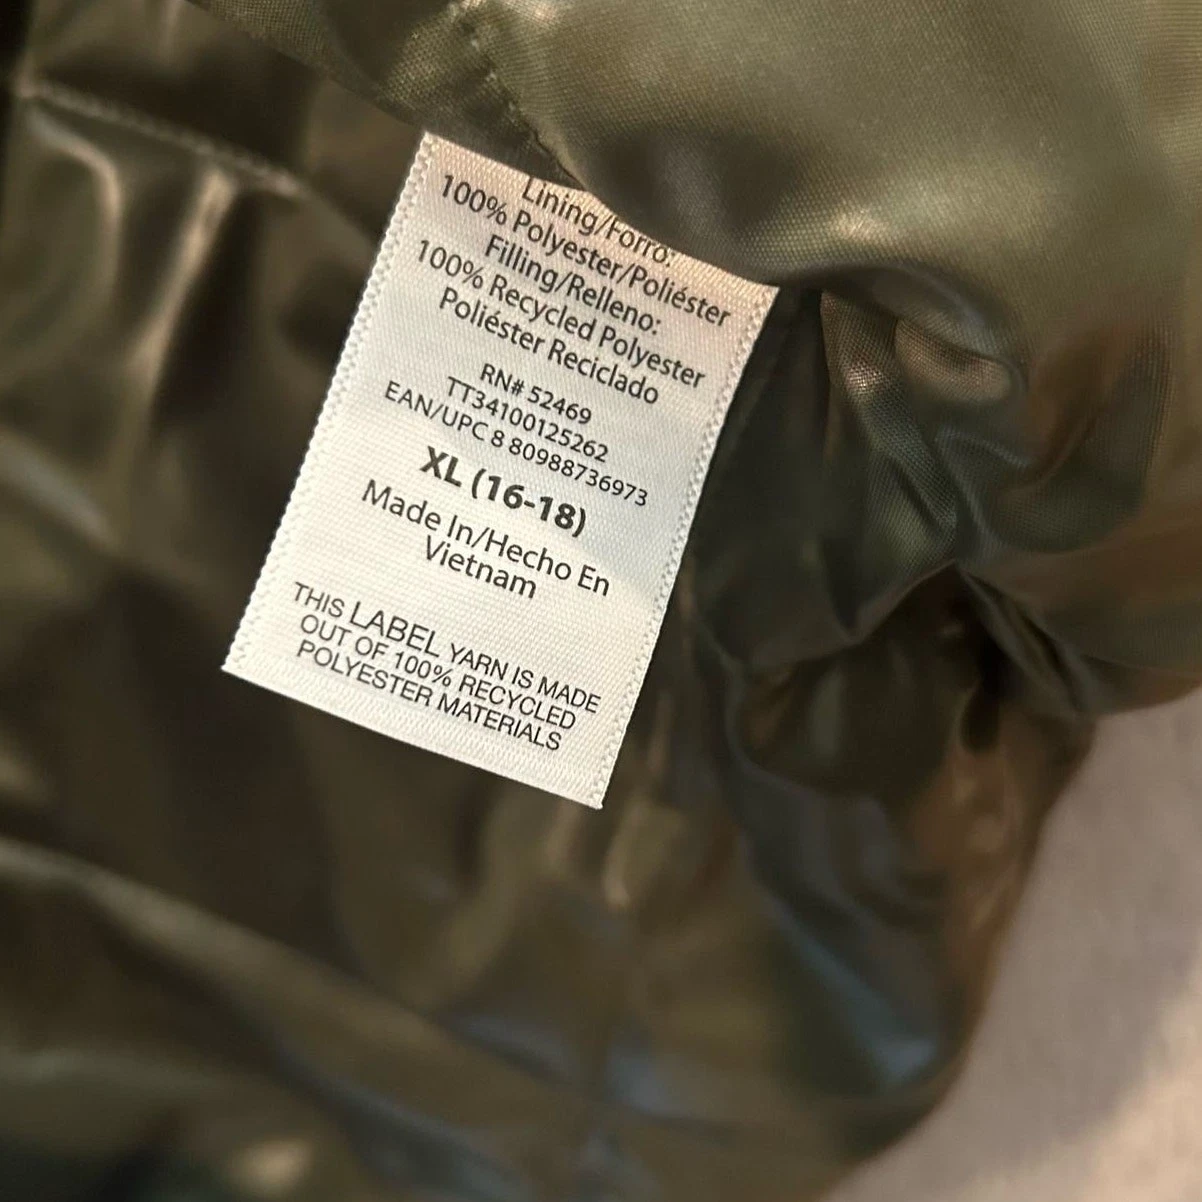 Lining/Forro:
100% Polyester/Poliéster
Filling/Relleno:
100% Recycled Polyester
Poliéster Reciclado
RN# 52469
TT34100125262
EAN/UPC 8 80988736973
XL (16-18)
Made In/Hecho En
Vietnam
THIS LABEL YARN IS MADE
OUT OF 100% RECYCLED
POLYESTER MATERIALS